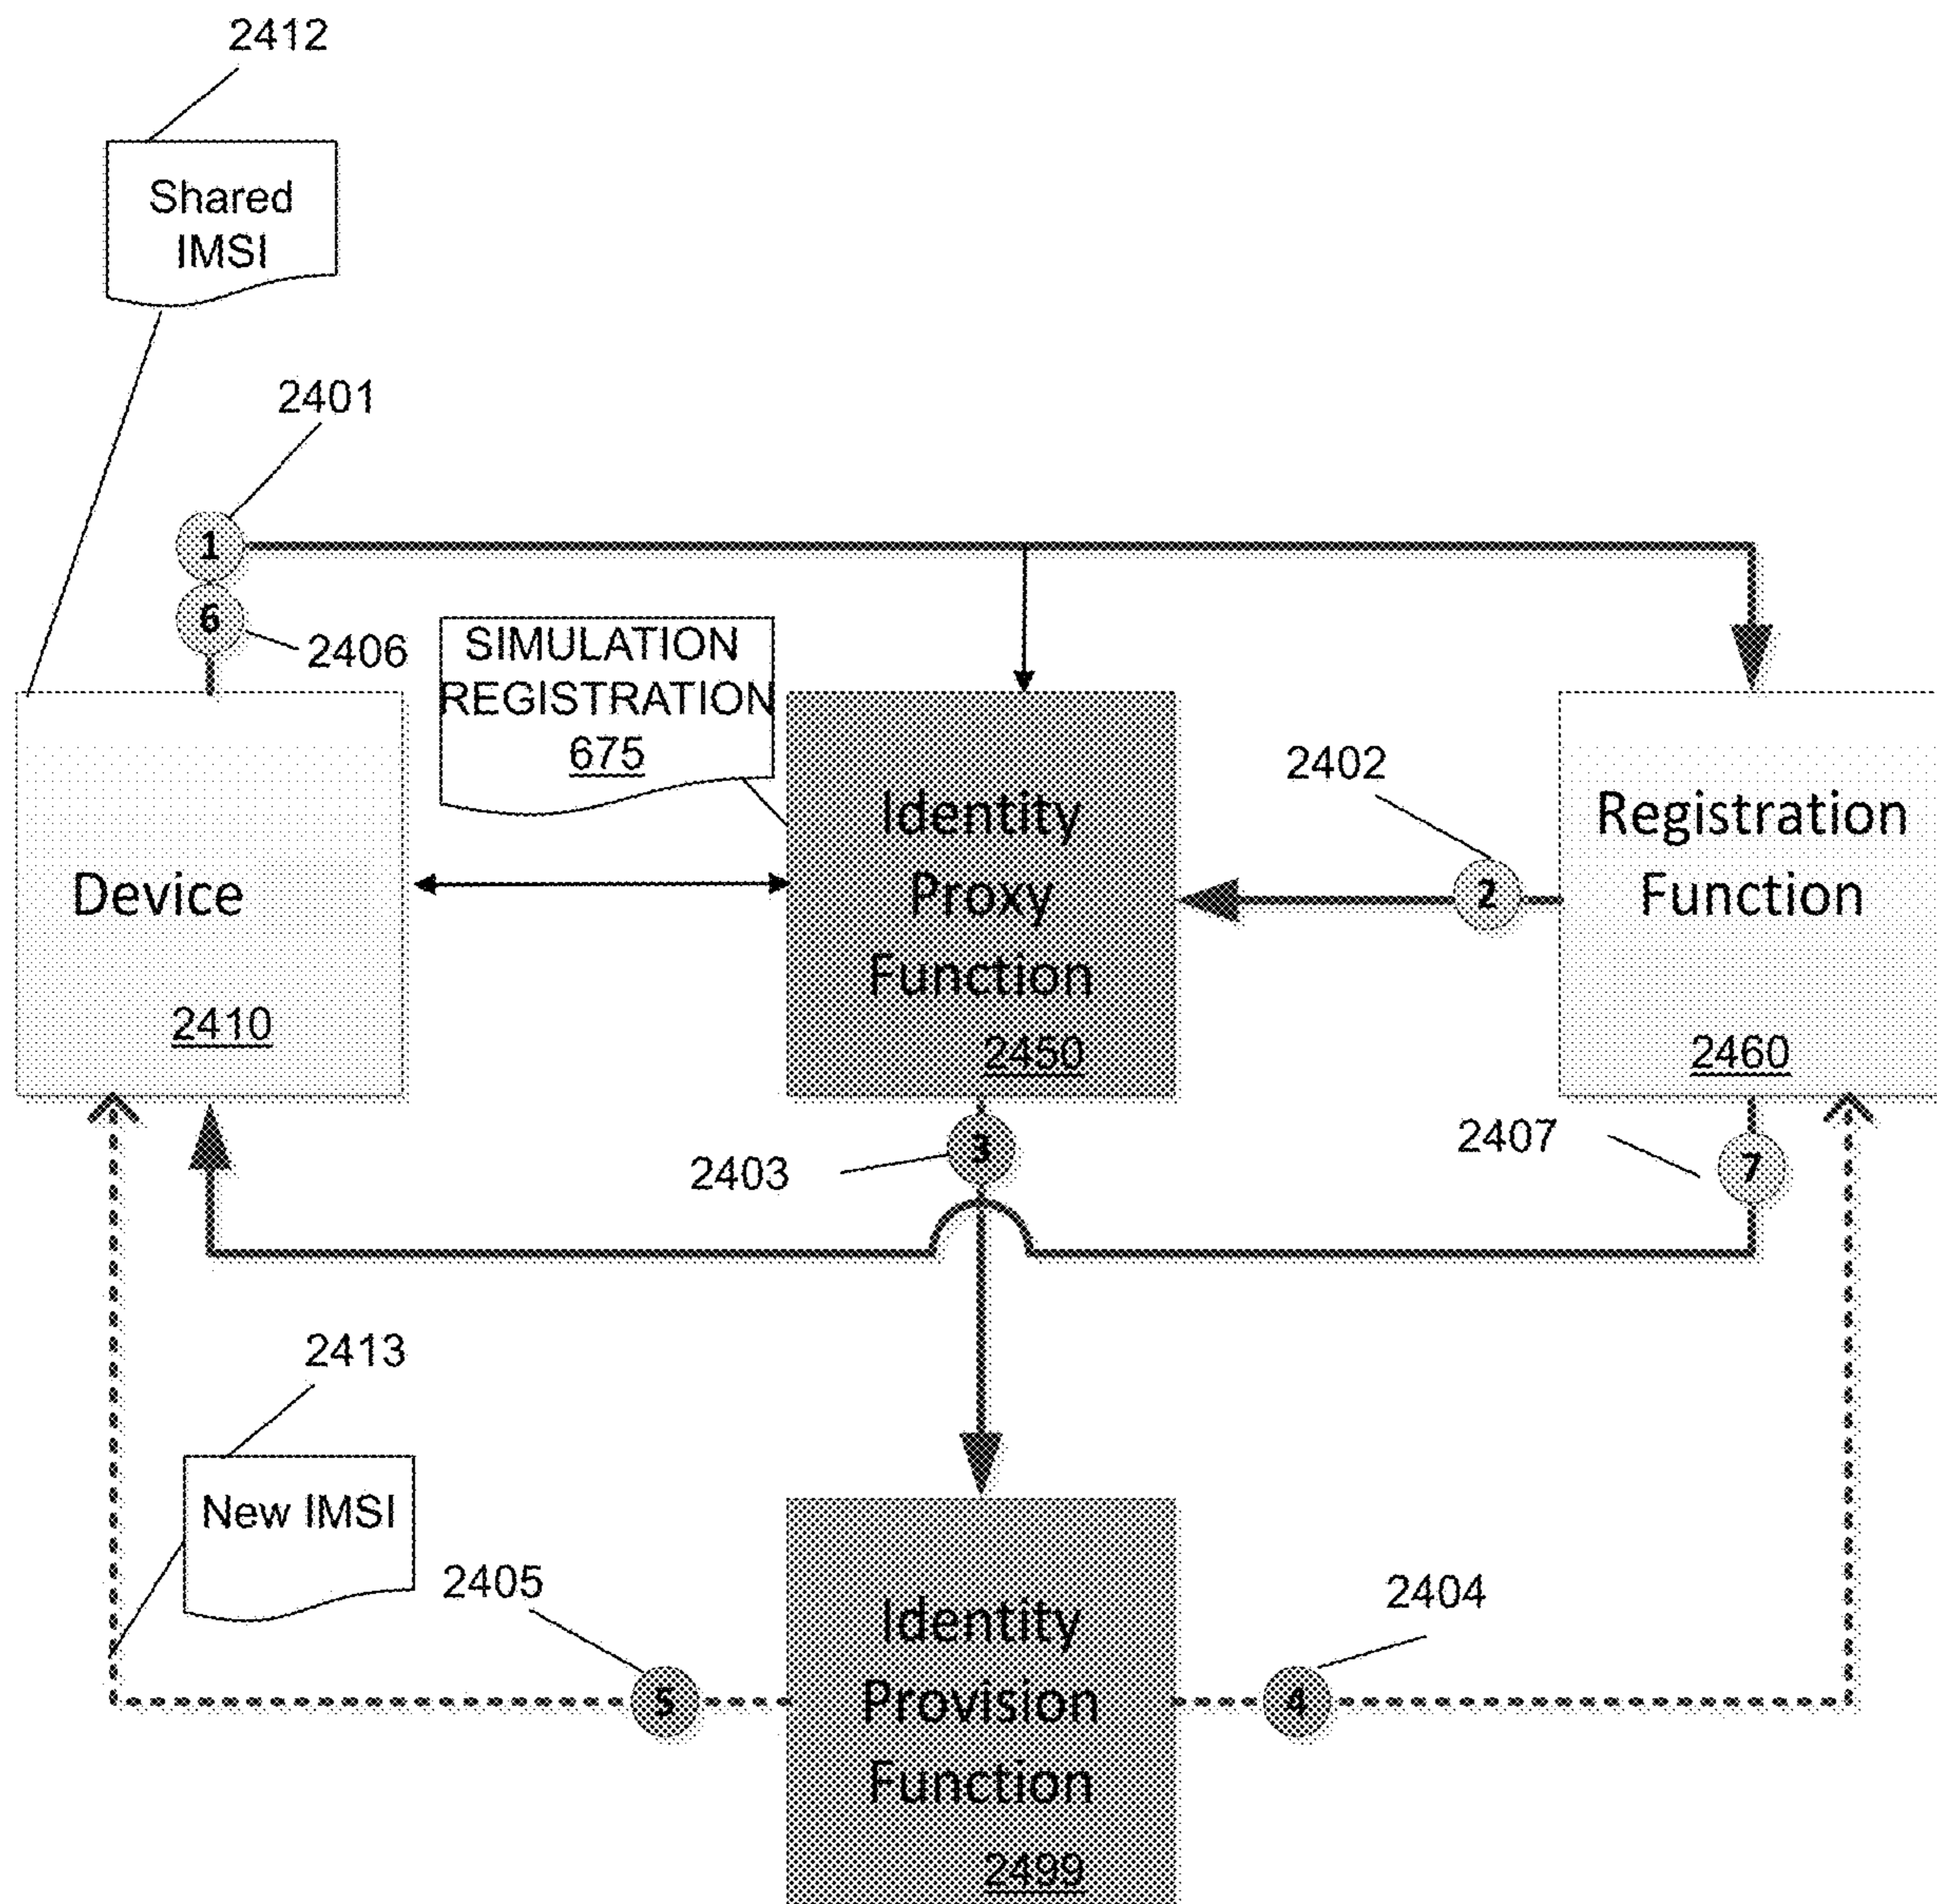 2412
Shared
IMSI
2401
1
6
2406
SIMULATION
REGISTRATION
675
Device
2410
Identity
Proxy
Function
2450
2402
2
Registration
Function
2460
3
2403
2407
7
2413
New IMSI
2405
5
Identity
Provision
Function
2499
2404
4